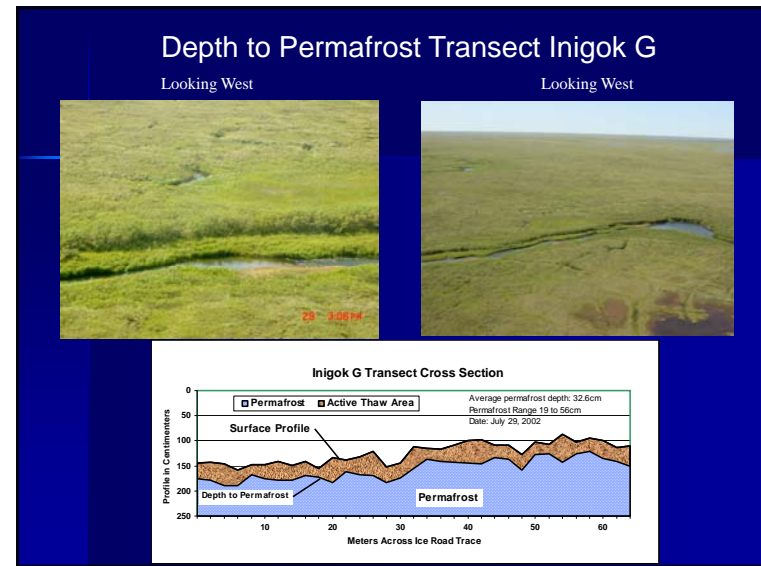 Depth to Permafrost Transect Inigok G
Looking West
Looking West
29 3:06PM
Inigok G Transect Cross Section
Permafrost Active Thaw Area
Average permafrost depth: 32.6cm
Permafrost Range 19 to 56cm
Date: July 29, 2002
Surface Profile
Depth to Permafrost
Permafrost
Profile in Centimenters
0
50
100
150
200
250
10 20 30 40 50 60
Meters Across Ice Road Trace